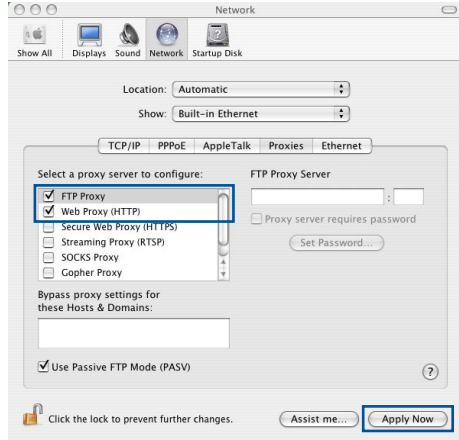 Network
Show All Displays Sound Network Startup Disk
Location: Automatic
Show: Built-in Ethernet
TCP/IP PPPoE AppleTalk Proxies Ethernet
Select a proxy server to configure: FTP Proxy Server
FTP Proxy
Web Proxy (HTTP)
Secure Web Proxy (HTTPS)
Streaming Proxy (RTSP)
SOCKS Proxy
Gopher Proxy
:
Proxy server requires password
Set Password...
Bypass proxy settings for
these Hosts & Domains:
Use Passive FTP Mode (PASV)
?
Click the lock to prevent further changes. Assist me... Apply Now